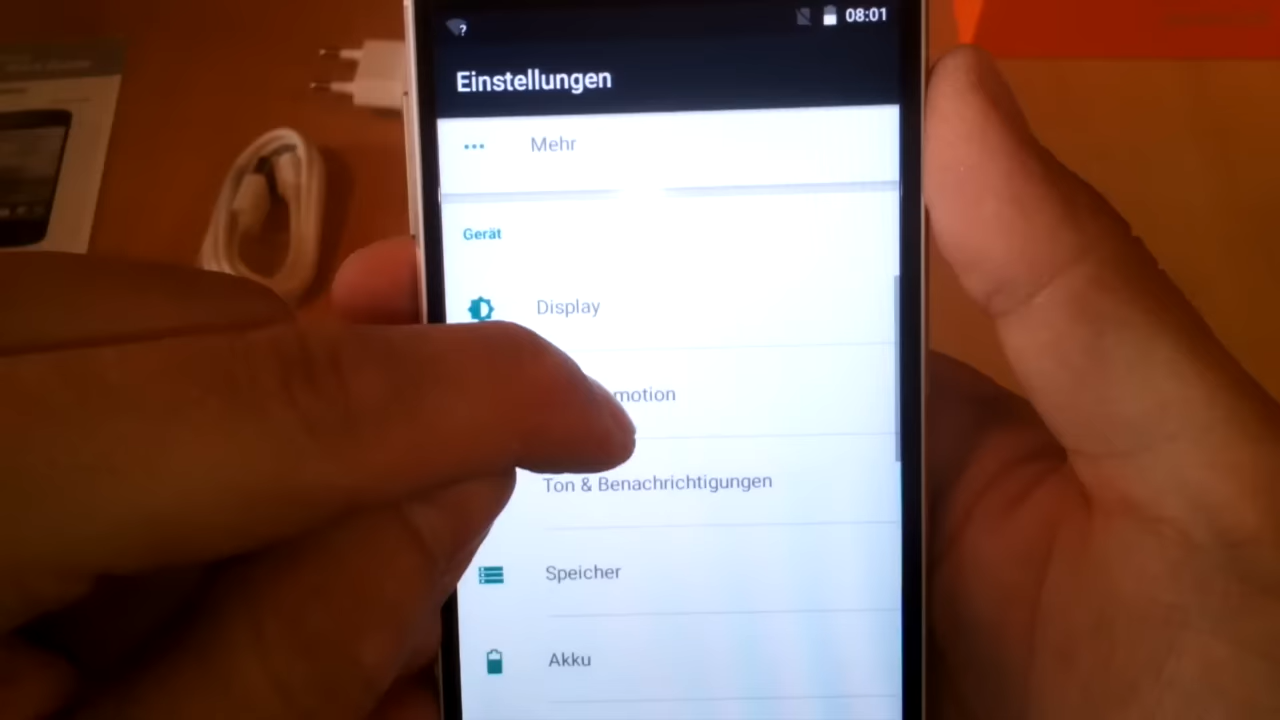 ?
08:01
Einstellungen
Mehr
Gerät
Display
motion
Ton & Benachrichtigungen
Speicher
Akku